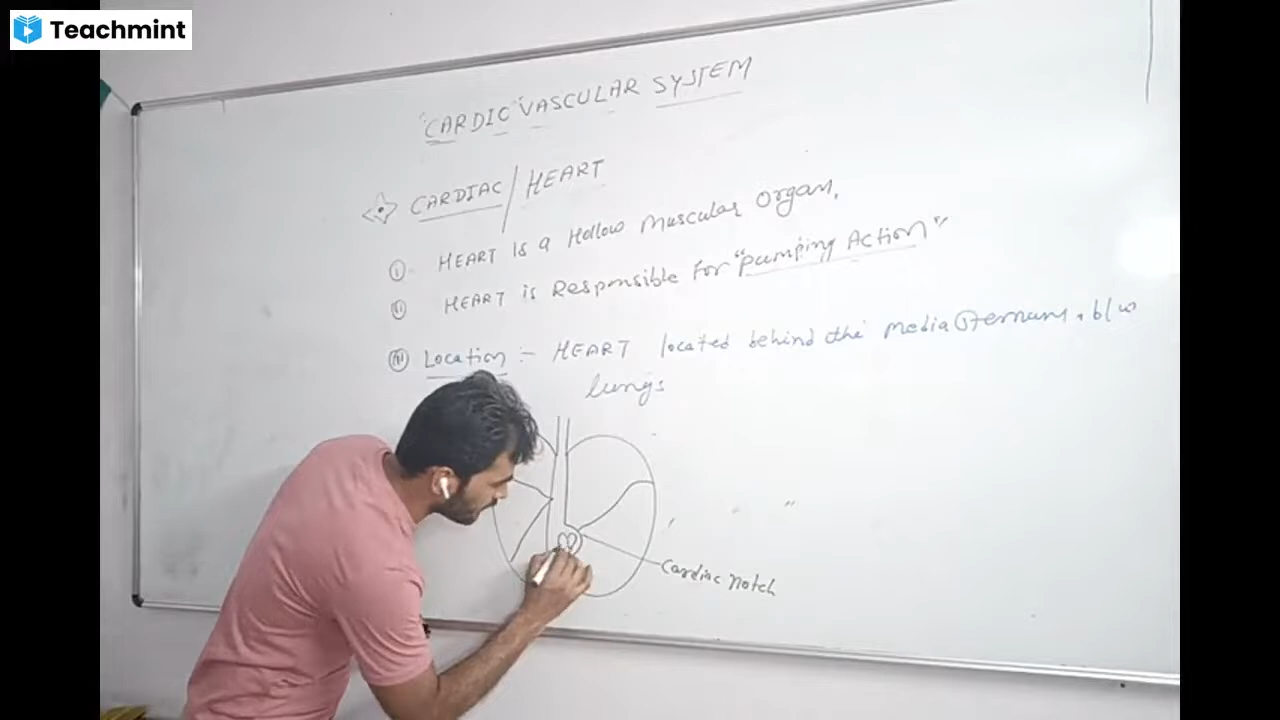 Teachmint
"CARDIO"VASCULAR SYSTEM
CARDIAC/HEART
(i) HEART is a Hollow Muscular Organ,
(ii) HEART is Responsible For "Pumping Action"
(iii) Location :- HEART located behind the media Sternum, b/w
lungs
Cardiac Notch